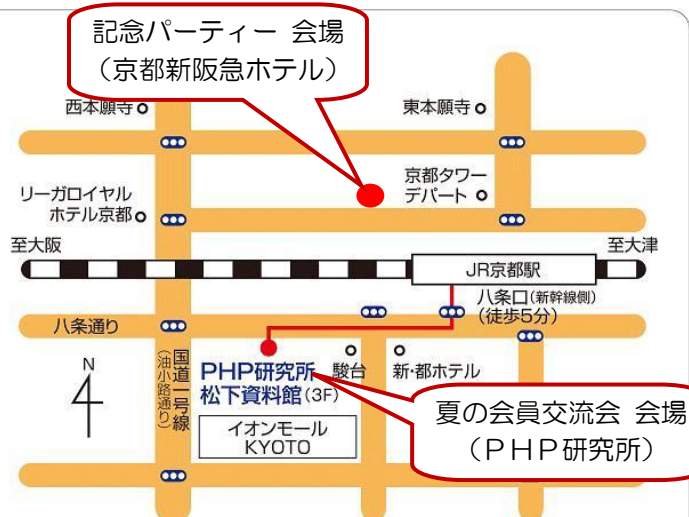 記念パーティー 会場
(京都新阪急ホテル)
西本願寺
東本願寺
京都タワー
デパート
リーガロイヤル
ホテル京都
至大阪
至大津
JR京都駅
八条口(新幹線側)
(徒歩5分)
八条通り
N
国道一号線
(油小路通り)
PHP研究所
松下資料館(3F)
駿台
新・都ホテル
イオンモール
KYOTO
夏の会員交流会 会場
(PHP研究所)